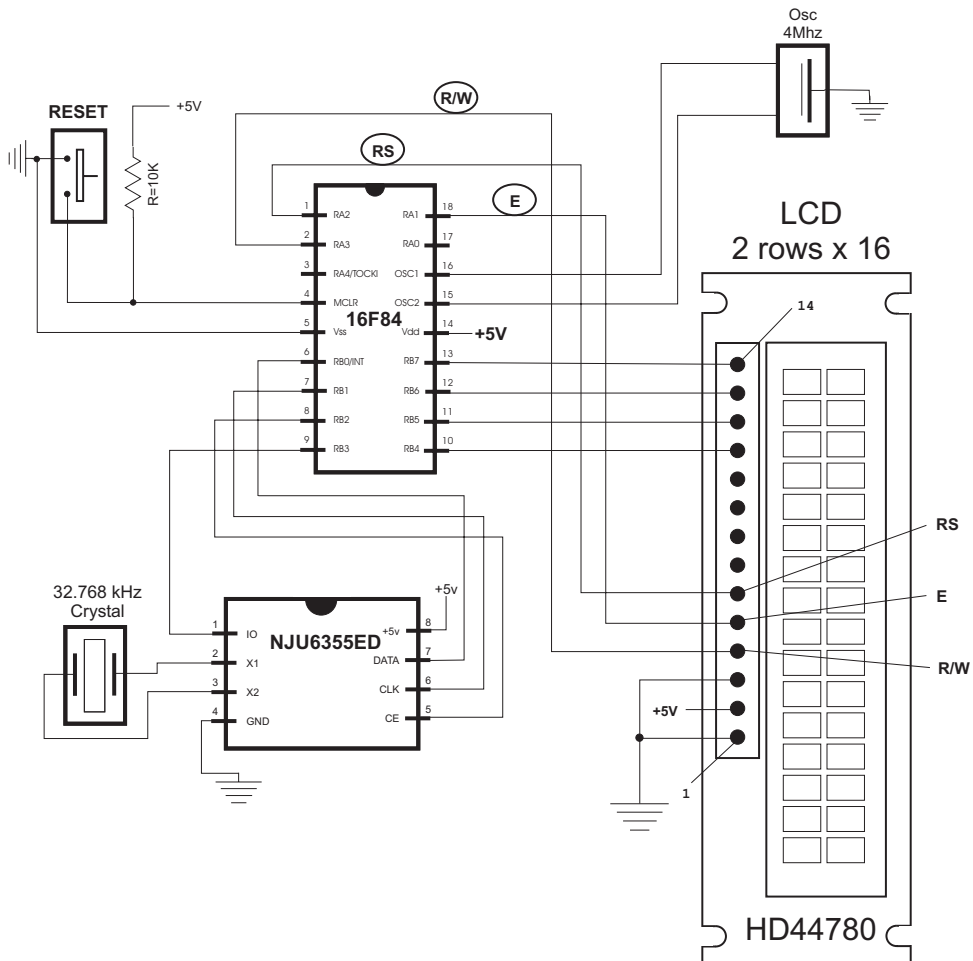 Osc
4Mhz
RESET
+5V
R=10K
R/W
RS
E
1 RA2
2 RA3
3 RA4/TOCKI
4 MCLR
5 Vss
6 RB0/INT
7 RB1
8 RB2
9 RB3
16F84
RA1 18
RA0 17
OSC1 16
OSC2 15
Vdd 14
+5V
RB7 13
RB6 12
RB5 11
RB4 10
LCD
2 rows x 16
14
RS
E
R/W
+5V
1
HD44780
32.768 kHz
Crystal
NJU6355ED
1 IO
2 X1
3 X2
4 GND
+5v
+5v 8
DATA 7
CLK 6
CE 5